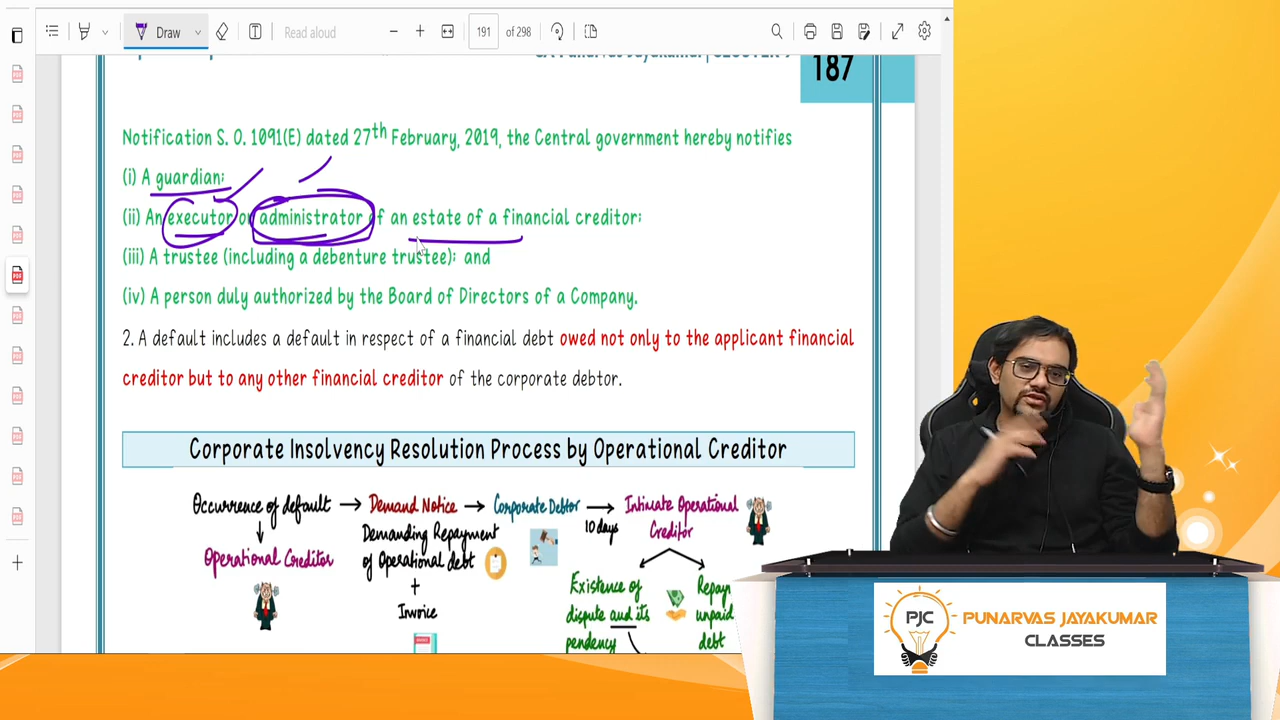 Draw
Read aloud
191 of 298
187
Notification S. O. 1091(E) dated 27th February, 2019, the Central government hereby notifies
(i) A guardian;
(ii) An executor or administrator of an estate of a financial creditor;
(iii) A trustee (including a debenture trustee); and
(iv) A person duly authorized by the Board of Directors of a Company.
2. A default includes a default in respect of a financial debt owed not only to the applicant financial
creditor but to any other financial creditor of the corporate debtor.
Corporate Insolvency Resolution Process by Operational Creditor
Occurrence of default → Demand Notice → Corporate Debtor → Intimate Operational
Creditor
10 days
Operational Creditor
Demanding Repayment
of Operational debt
+
Invoice
Existence of
dispute and its
pendency
Repay
unpaid
debt
PJC
PUNARVAS JAYAKUMAR
CLASSES